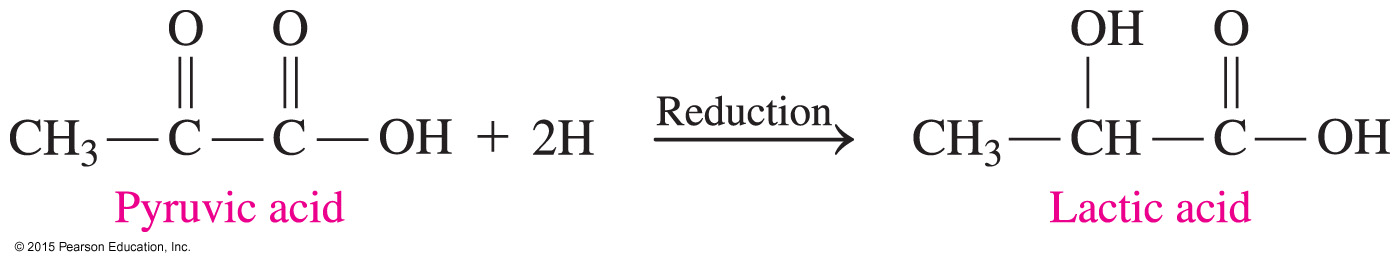 O O OH O
Reduction
CH₃—C—C—OH + 2H CH₃—CH—C—OH
Pyruvic acid Lactic acid
© 2015 Pearson Education, Inc.